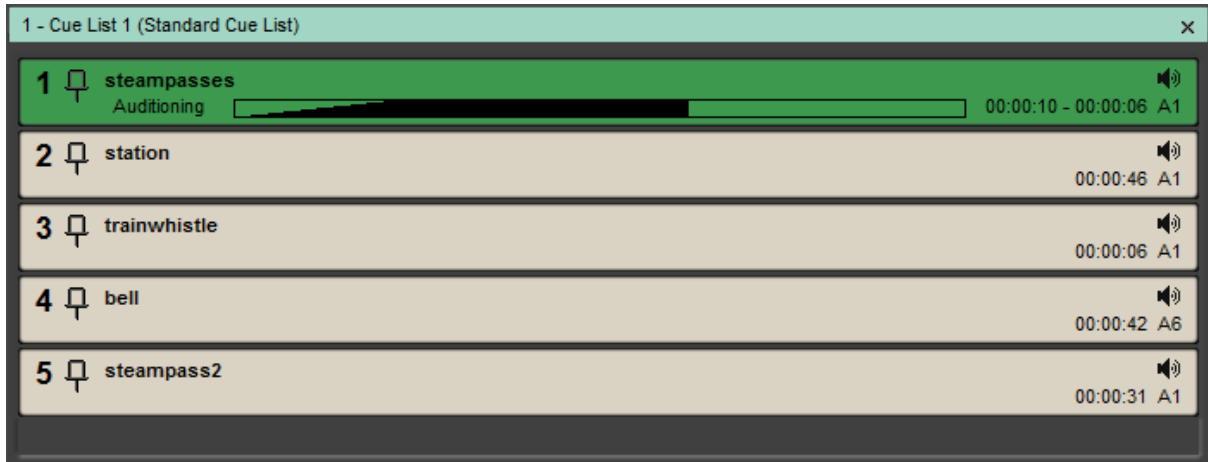 1 - Cue List 1 (Standard Cue List)
1 steampasses
Auditioning 00:00:10 - 00:00:06 A1
2 station
00:00:46 A1
3 trainwhistle
00:00:06 A1
4 bell
00:00:42 A6
5 steampass2
00:00:31 A1